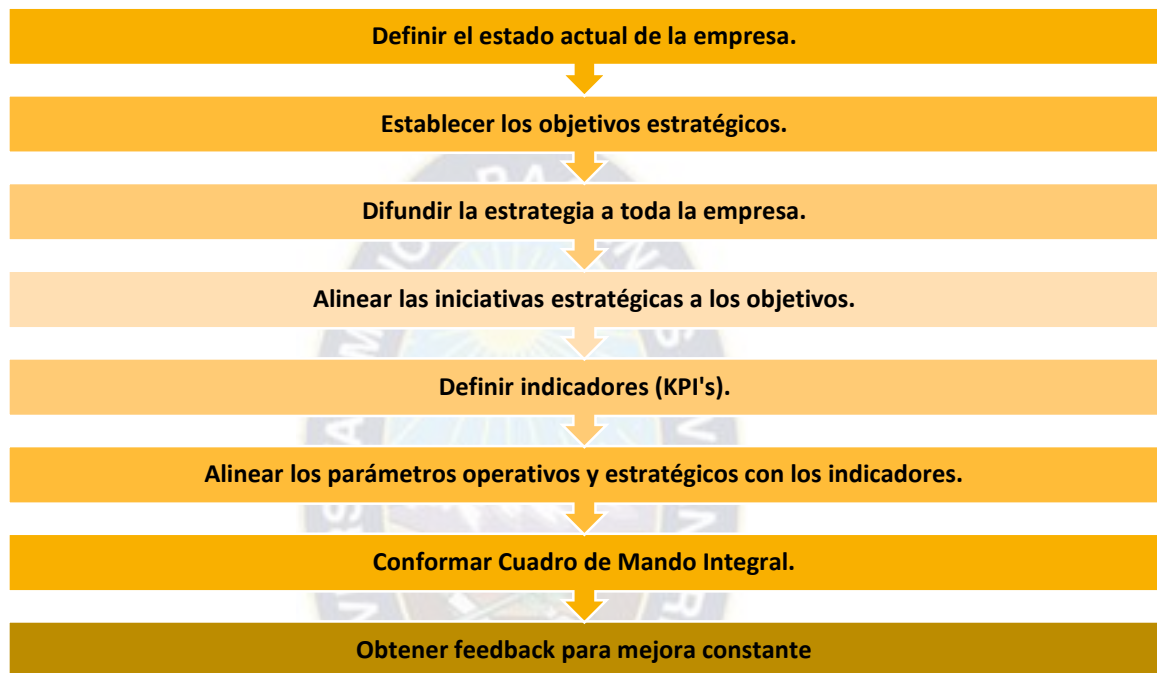 Definir el estado actual de la empresa.
Establecer los objetivos estratégicos.
Difundir la estrategia a toda la empresa.
Alinear las iniciativas estratégicas a los objetivos.
Definir indicadores (KPI's).
Alinear los parámetros operativos y estratégicos con los indicadores.
Conformar Cuadro de Mando Integral.
Obtener feedback para mejora constante